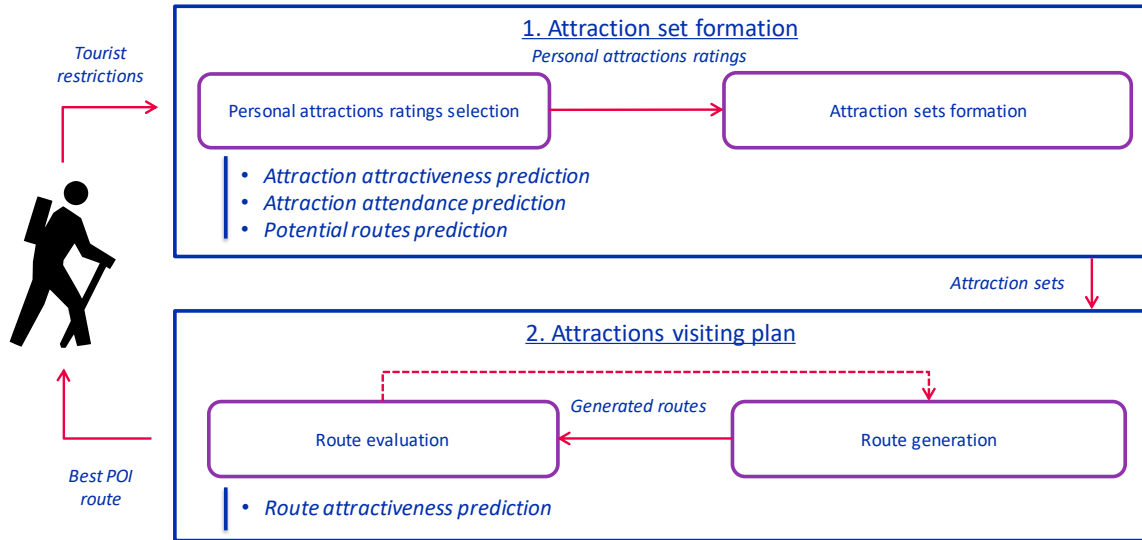 1. Attraction set formation
Tourist
restrictions
Personal attractions ratings
Personal attractions ratings selection
Attraction sets formation
• Attraction attractiveness prediction
• Attraction attendance prediction
• Potential routes prediction
Attraction sets
2. Attractions visiting plan
Generated routes
Route evaluation
Route generation
Best POI
route
• Route attractiveness prediction